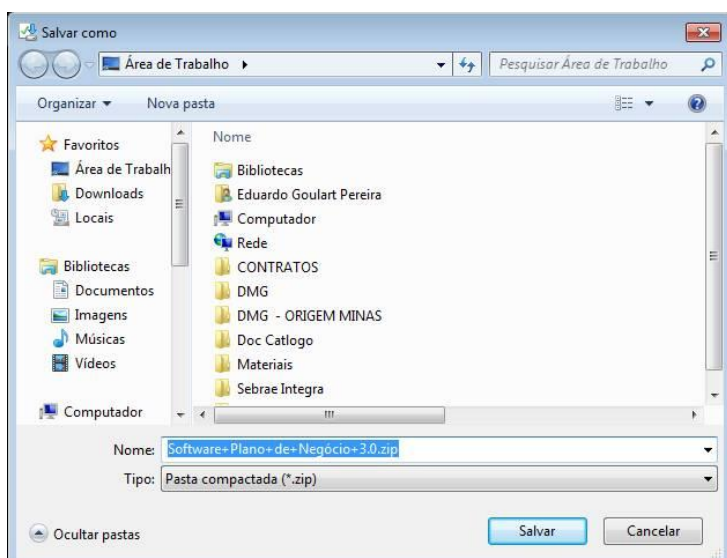 Salvar como
Área de Trabalho
Pesquisar Área de Trabalho
Organizar
Nova pasta
Favoritos
Área de Trabalh
Downloads
Locais
Bibliotecas
Documentos
Imagens
Músicas
Vídeos
Computador
Nome
Bibliotecas
Eduardo Goulart Pereira
Computador
Rede
CONTRATOS
DMG
DMG - ORIGEM MINAS
Doc Catlogo
Materiais
Sebrae Integra
Nome: Software+Plano+de+Negócio+3.0.zip
Tipo: Pasta compactada (*.zip)
Ocultar pastas
Salvar
Cancelar